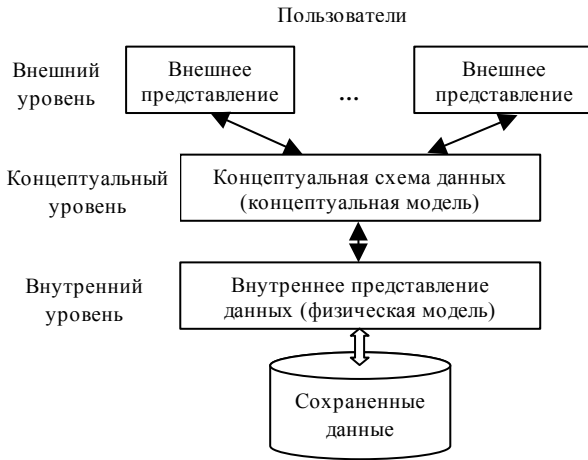 Пользователи
Внешний
уровень
Внешнее
представление
...
Внешнее
представление
Концептуальный
уровень
Концептуальная схема данных
(концептуальная модель)
Внутренний
уровень
Внутреннее представление
данных (физическая модель)
Сохраненные
данные